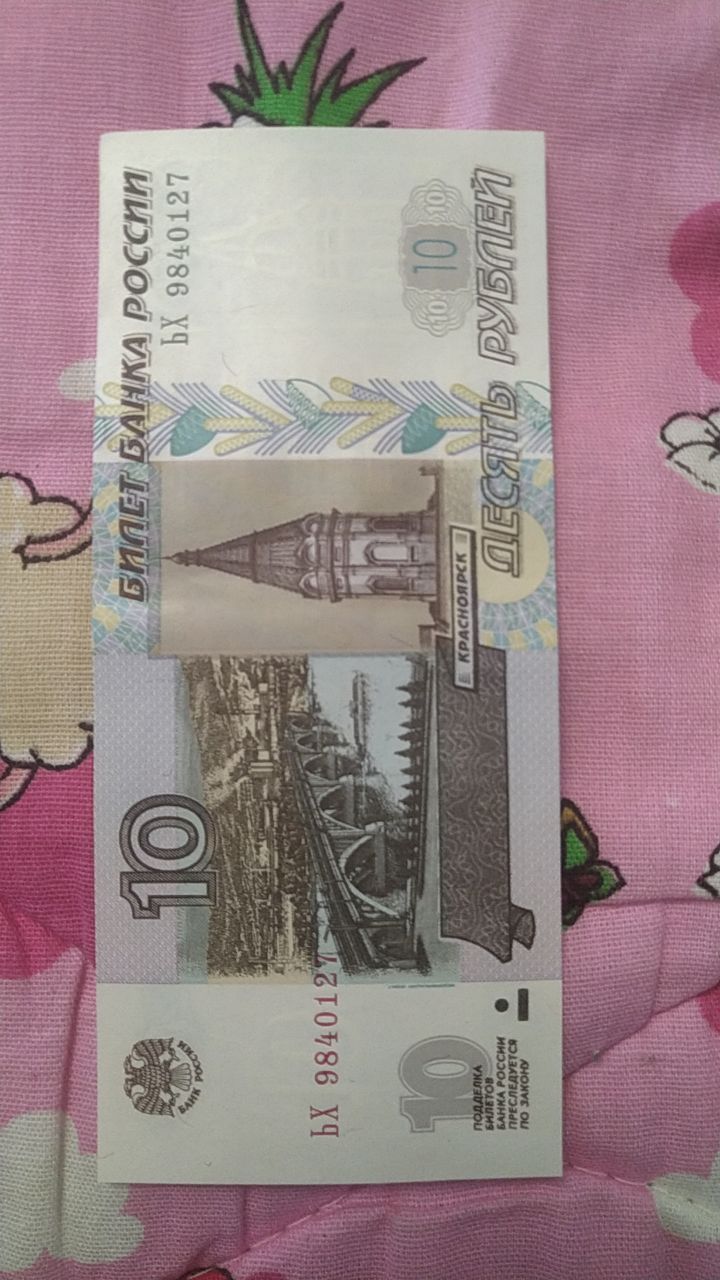 10
БИЛЕТ БАНКА РОССИИ
БАНК РОССИИ
ЬХ 9840127
ЬХ 9840127
10
ПОДДЕЛКА
БИЛЕТОВ
БАНКА РОССИИ
ПРЕСЛЕДУЕТСЯ
ПО ЗАКОНУ
КРАСНОЯРСК
10 10 10
ДЕСЯТЬ РУБЛЕЙ